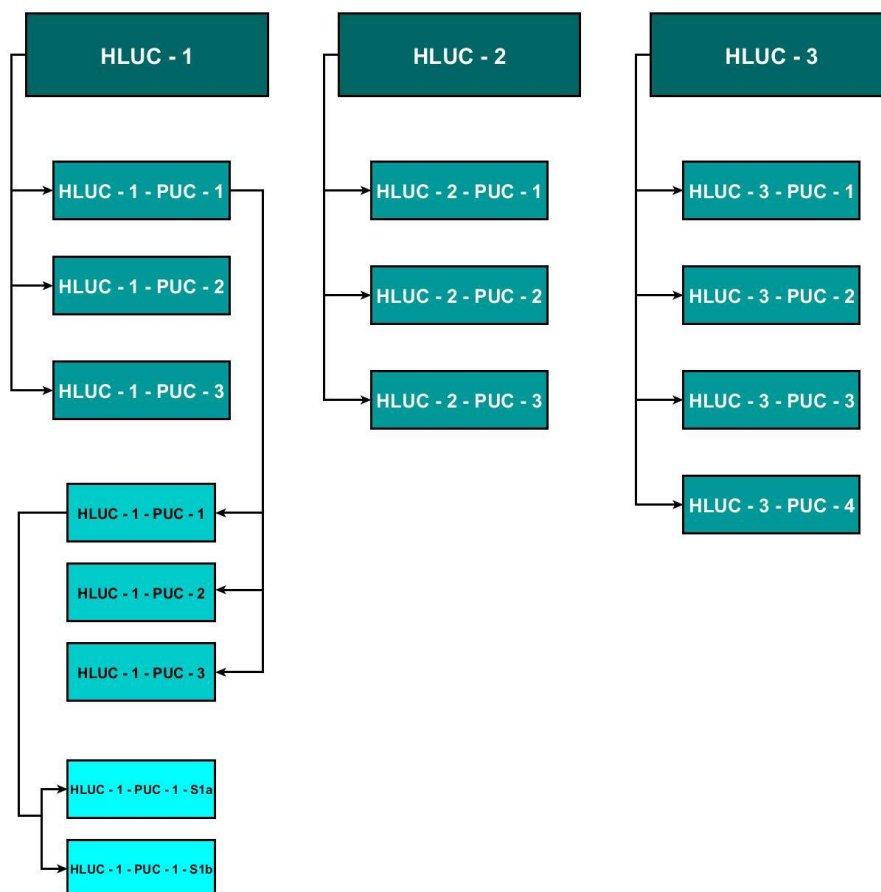 HLUC - 1
HLUC - 2
HLUC - 3
HLUC - 1 - PUC - 1
HLUC - 2 - PUC - 1
HLUC - 3 - PUC - 1
HLUC - 1 - PUC - 2
HLUC - 2 - PUC - 2
HLUC - 3 - PUC - 2
HLUC - 1 - PUC - 3
HLUC - 2 - PUC - 3
HLUC - 3 - PUC - 3
HLUC - 3 - PUC - 4
HLUC - 1 - PUC - 1
HLUC - 1 - PUC - 2
HLUC - 1 - PUC - 3
HLUC - 1 - PUC - 1 - S1a
HLUC - 1 - PUC - 1 - S1b